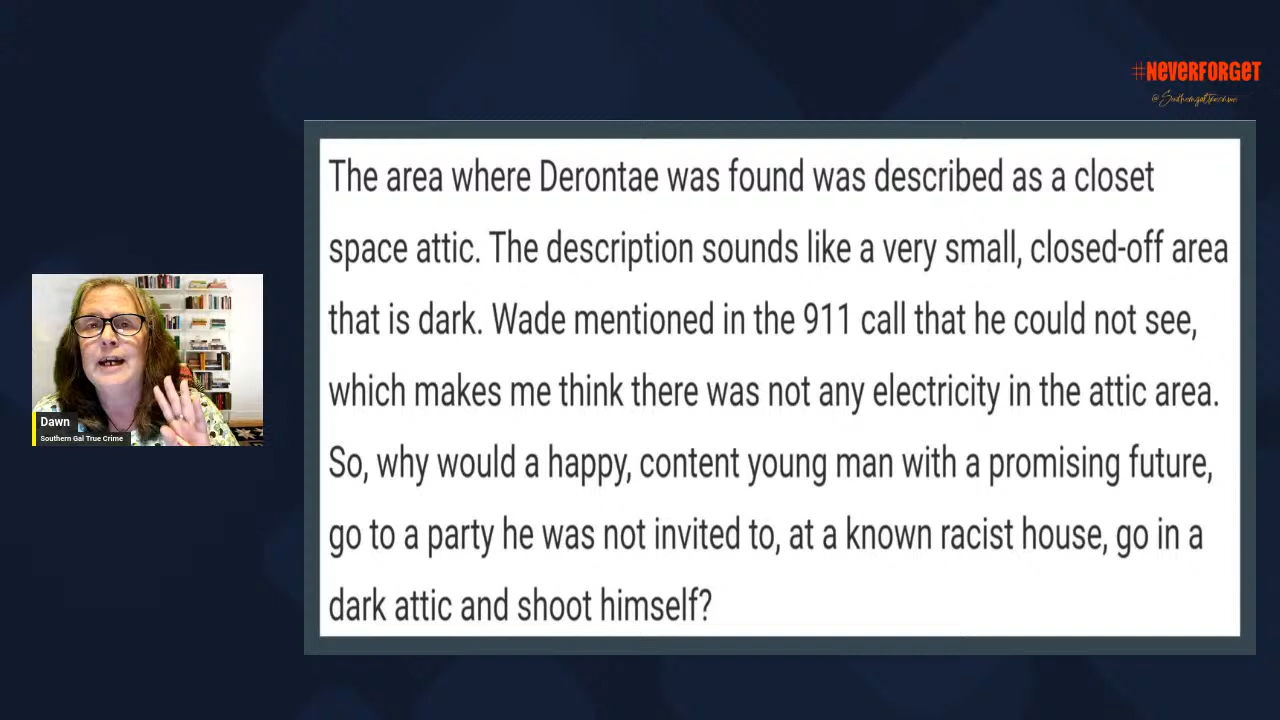 #NEVERFORGET
@Southerngaltruecrime
The area where Derontae was found was described as a closet
space attic. The description sounds like a very small, closed-off area
that is dark. Wade mentioned in the 911 call that he could not see,
which makes me think there was not any electricity in the attic area.
So, why would a happy, content young man with a promising future,
go to a party he was not invited to, at a known racist house, go in a
dark attic and shoot himself?
Dawn
Southern Gal True Crime